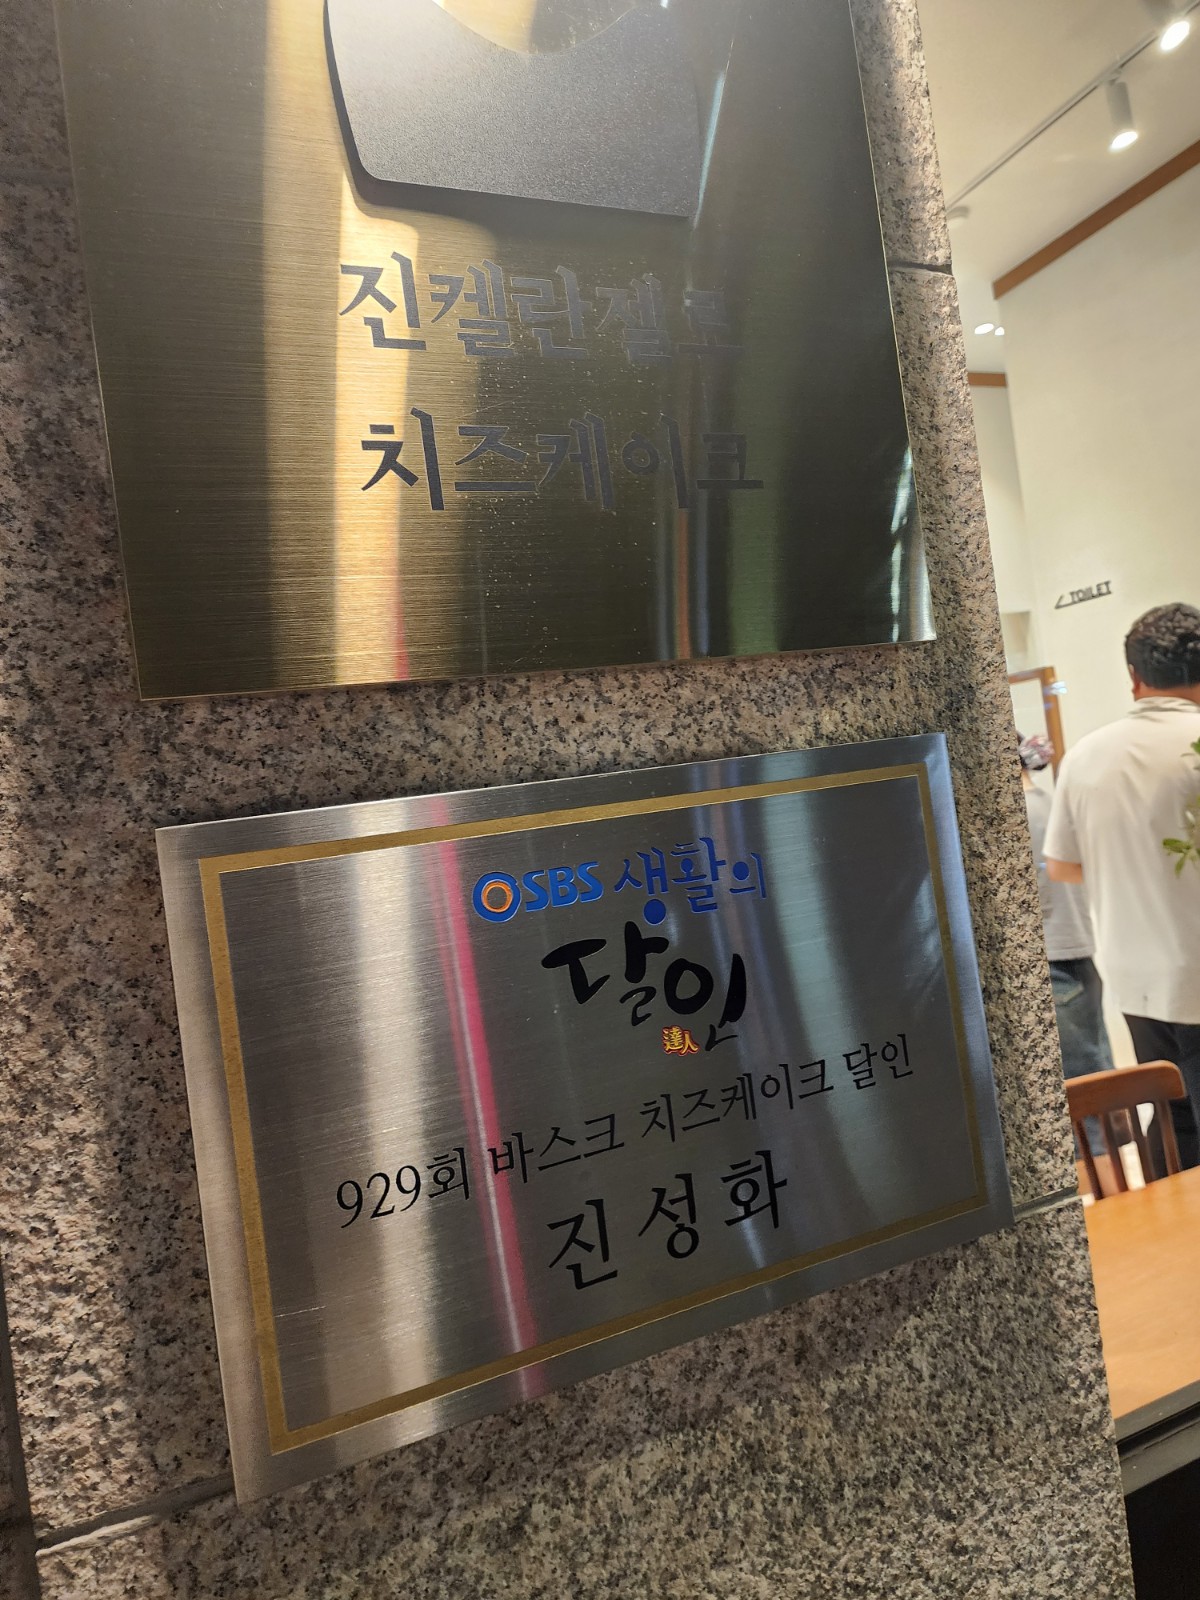 진켈란젤로
치즈케이크
TOILET
SBS 생활의
달인
達人
929회 바스크 치즈케이크 달인
진성화